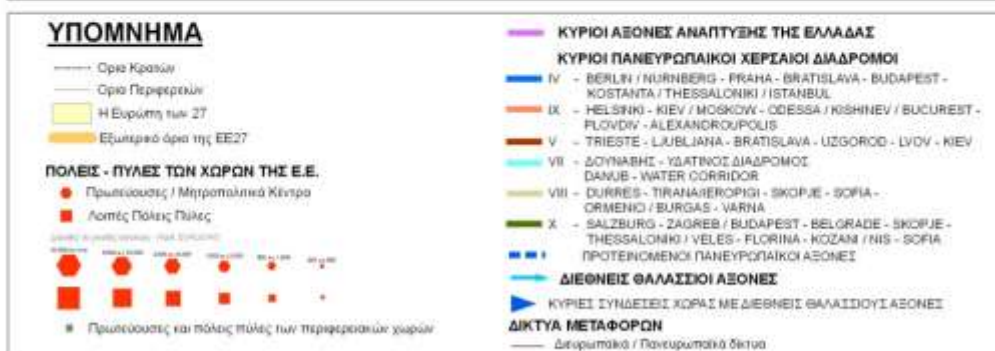 ΥΠΟΜΝΗΜΑ
Όρια Κρατών
Όρια Περιφερειών
Η Ευρώπη των 27
Εξωτερικό όριο της ΕΕ27
ΠΟΛΕΙΣ - ΠΥΛΕΣ ΤΩΝ ΧΩΡΩΝ ΤΗΣ Ε.Ε.
Πρωτεύουσες / Μητροπολιτικά Κέντρα
Λοιπές Πόλεις Πύλες
Πρωτεύουσες και πόλεις πύλες των περιφερειακών χωρών
ΚΥΡΙΟΙ ΑΞΟΝΕΣ ΑΝΑΠΤΥΞΗΣ ΤΗΣ ΕΛΛΑΔΑΣ
ΚΥΡΙΟΙ ΠΑΝΕΥΡΩΠΑΙΚΟΙ ΧΕΡΣΑΙΟΙ ΔΙΑΔΡΟΜΟΙ
IV - BERLIN / NURNBERG - PRAHA - BRATISLAVA - BUDAPEST -
KOSTANTA / THESSALONIKI / ISTANBUL
IX - HELSINKI - KIEV / MOSKOW - ODESSA / KISHINEV / BUCUREST -
PLOVDIV - ALEXANDROUPOLIS
V - TRIESTE - LJUBLJANA - BRATISLAVA - UZGOROD - LVOV - KIEV
VII - ΔΟΥΝΑΒΗΣ - ΥΔΑΤΙΝΟΣ ΔΙΑΔΡΟΜΟΣ
DANUB - WATER CORRIDOR
VIII - DURRES - TIRANA/IEROPIGI - SKOPJE - SOFIA -
ORMENIO / BURGAS - VARNA
X - SALZBURG - ZAGREB / BUDAPEST - BELGRADE - SKOPJE -
THESSALONIKI / VELES - FLORINA - KOZANI / NIS - SOFIA
ΠΡΟΤΕΙΝΟΜΕΝΟΙ ΠΑΝΕΥΡΩΠΑΙΚΟΙ ΑΞΟΝΕΣ
ΔΙΕΘΝΕΙΣ ΘΑΛΑΣΣΙΟΙ ΑΞΟΝΕΣ
ΚΥΡΙΕΣ ΣΥΝΔΕΣΕΙΣ ΧΩΡΑΣ ΜΕ ΔΙΕΘΝΕΙΣ ΘΑΛΑΣΣΙΟΥΣ ΑΞΟΝΕΣ
ΔΙΚΤΥΑ ΜΕΤΑΦΟΡΩΝ
Διευρωπαϊκά / Πανευρωπαϊκά δίκτυα